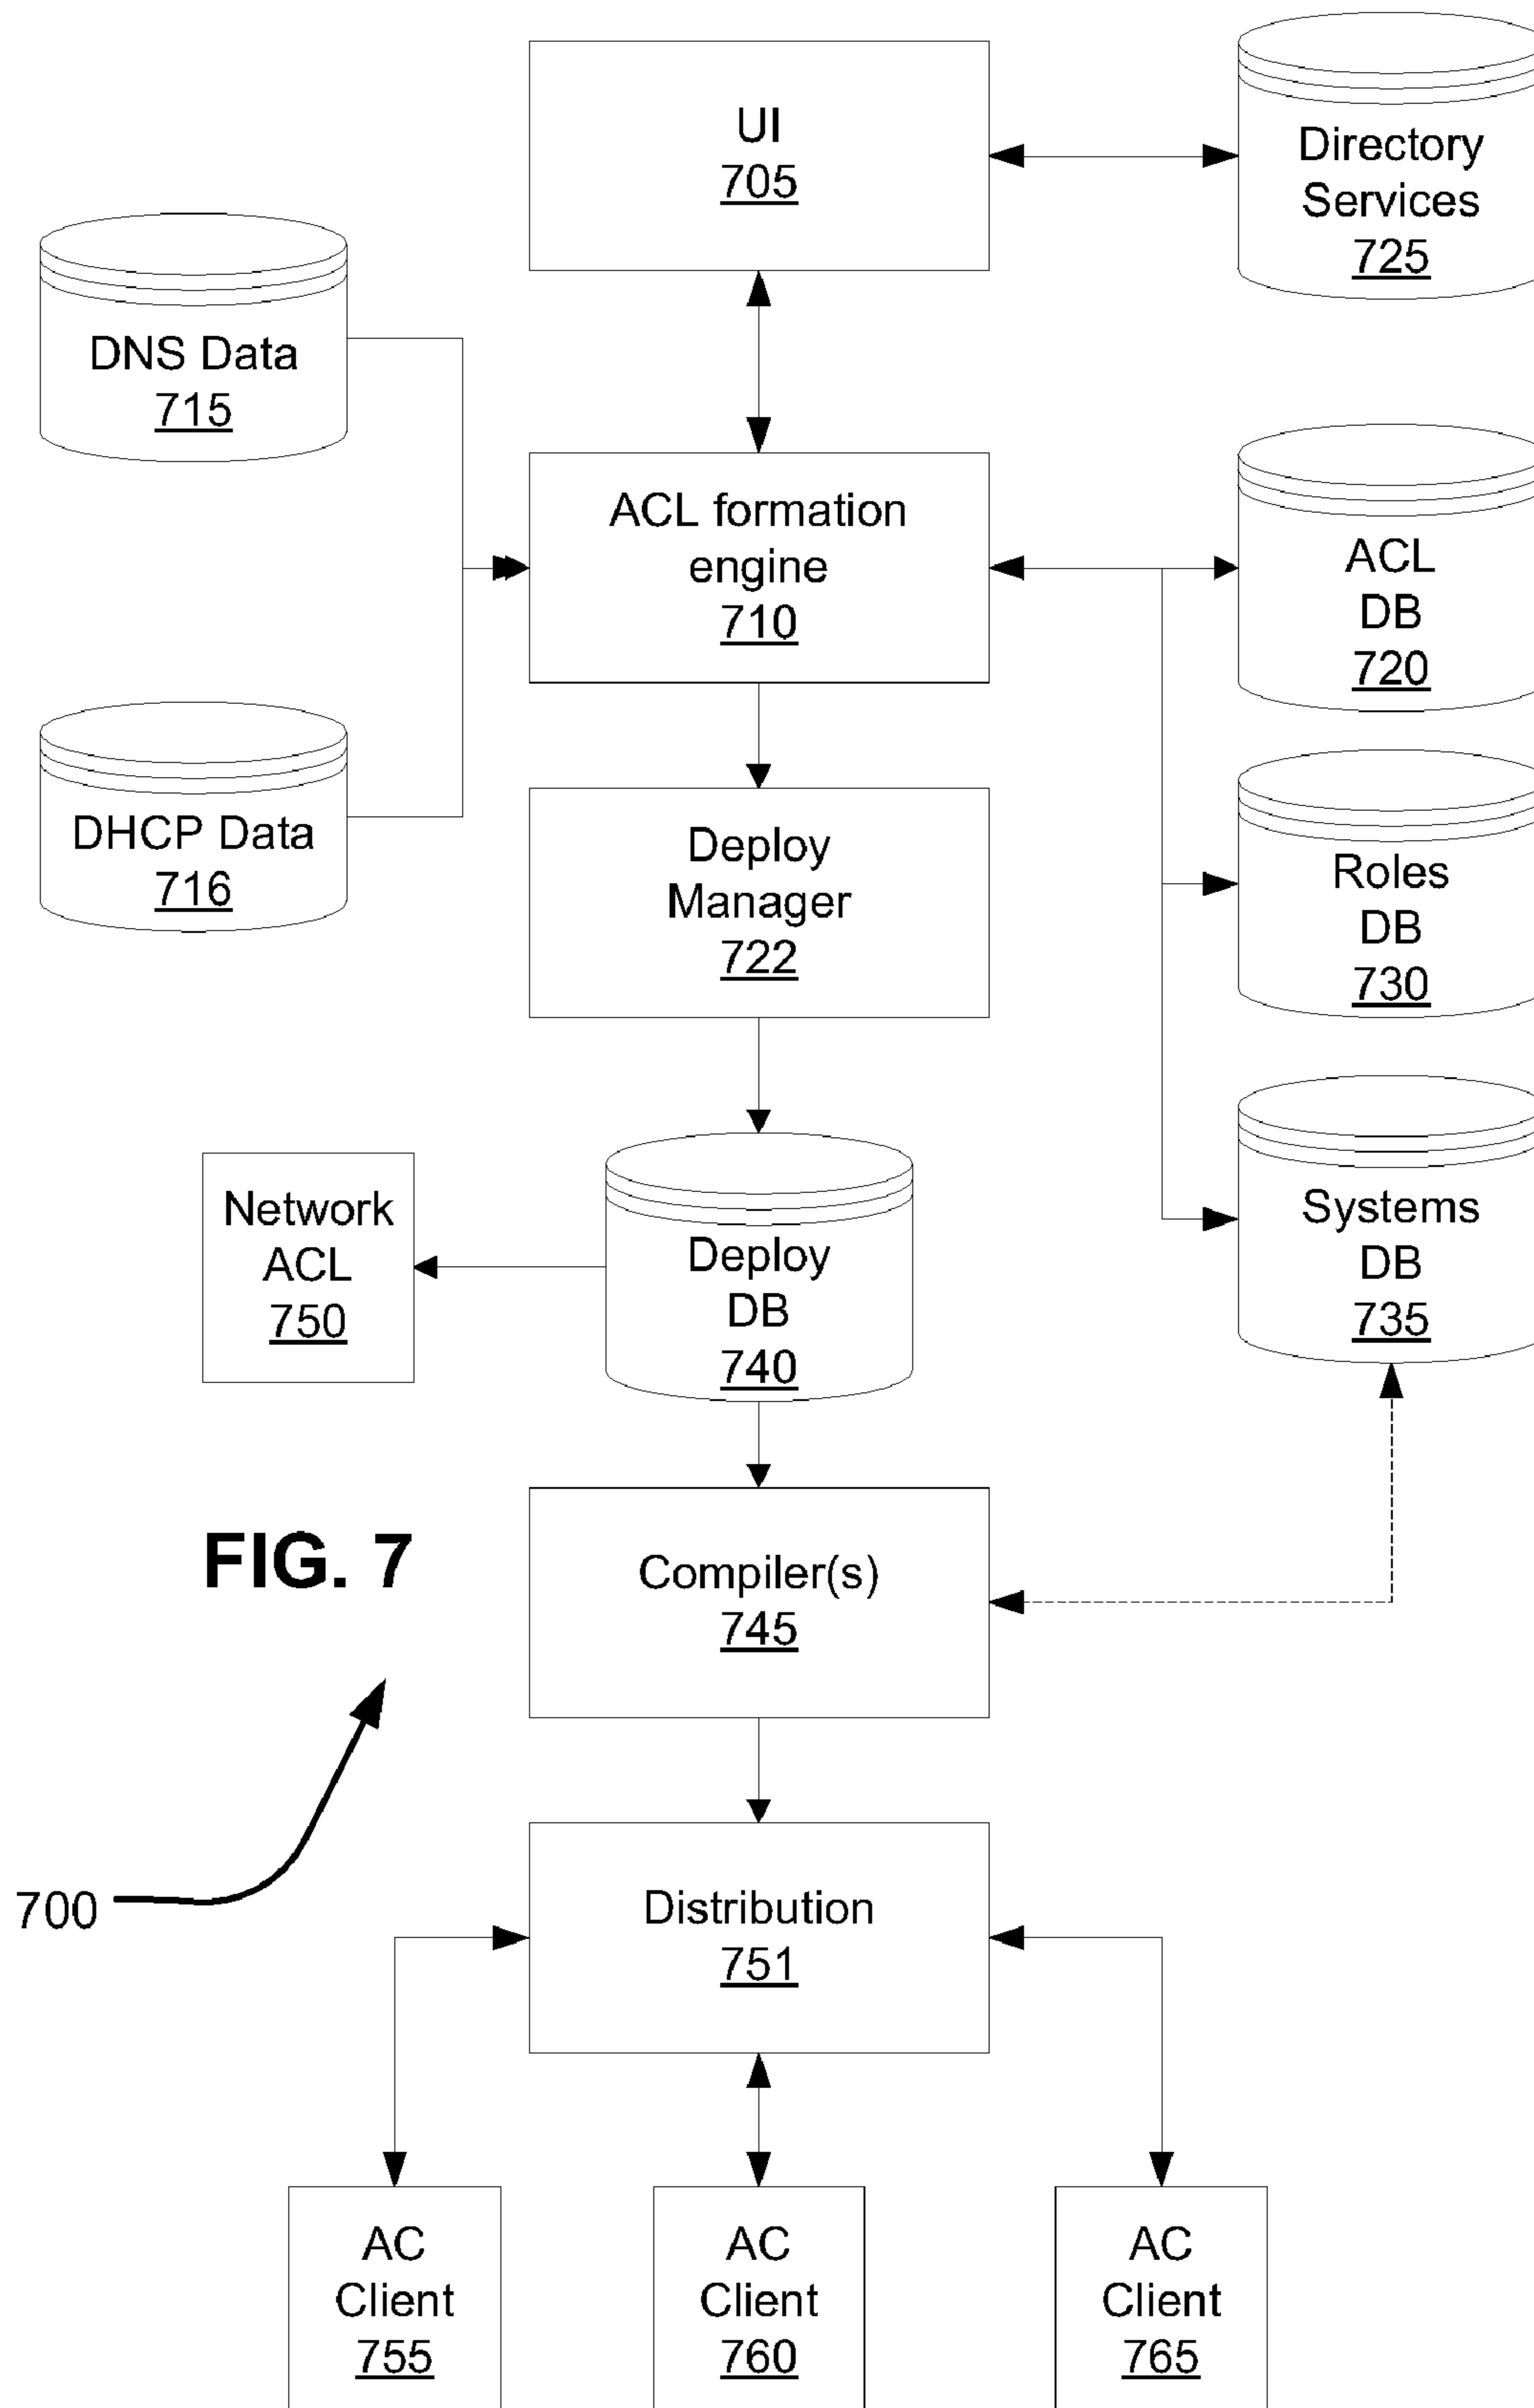 UI
705
Directory
Services
725
DNS Data
715
ACL formation
engine
710
ACL
DB
720
DHCP Data
716
Deploy
Manager
722
Roles
DB
730
Network
ACL
750
Deploy
DB
740
Systems
DB
735
FIG. 7
Compiler(s)
745
700
Distribution
751
AC
Client
755
AC
Client
760
AC
Client
765